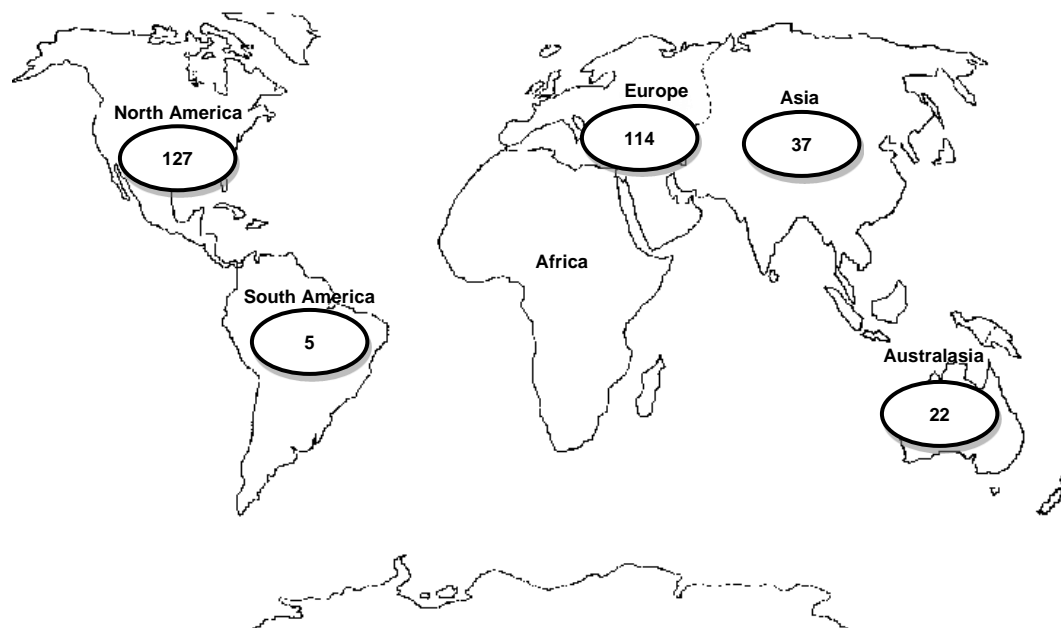 Europe
Asia
North America
114
37
127
Africa
South America
5
Australasia
22